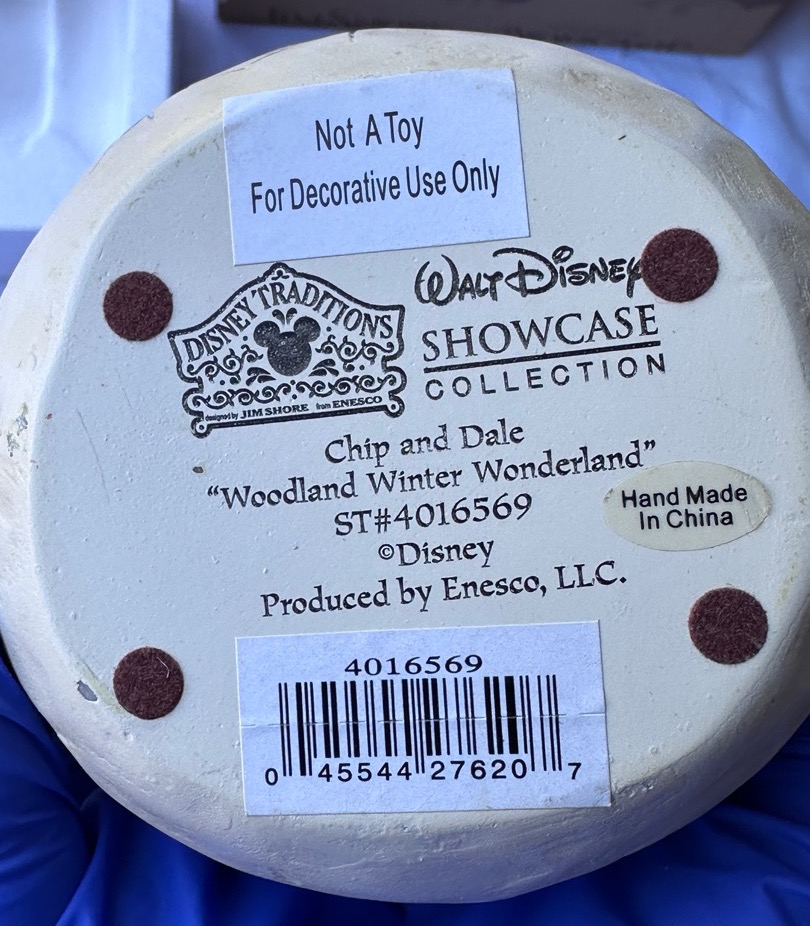 Not A Toy
For Decorative Use Only
DISNEY TRADITIONS
designed by JIM SHORE from ENESCO
WALT DISNEY
SHOWCASE
COLLECTION
Chip and Dale
“Woodland Winter Wonderland”
ST#4016569
©Disney
Produced by Enesco, LLC.
Hand Made
In China
4016569
0 45544 27620 7